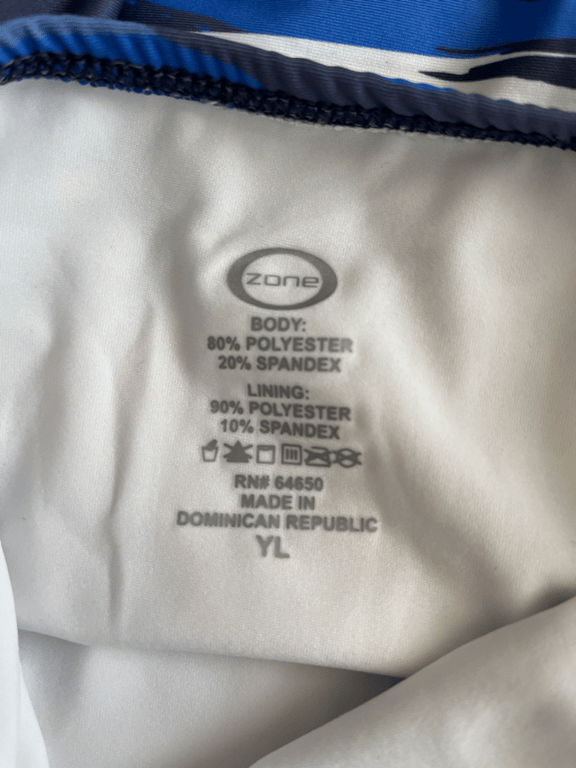 zone
BODY:
80% POLYESTER
20% SPANDEX
LINING:
90% POLYESTER
10% SPANDEX
RN# 64650
MADE IN
DOMINICAN REPUBLIC
YL